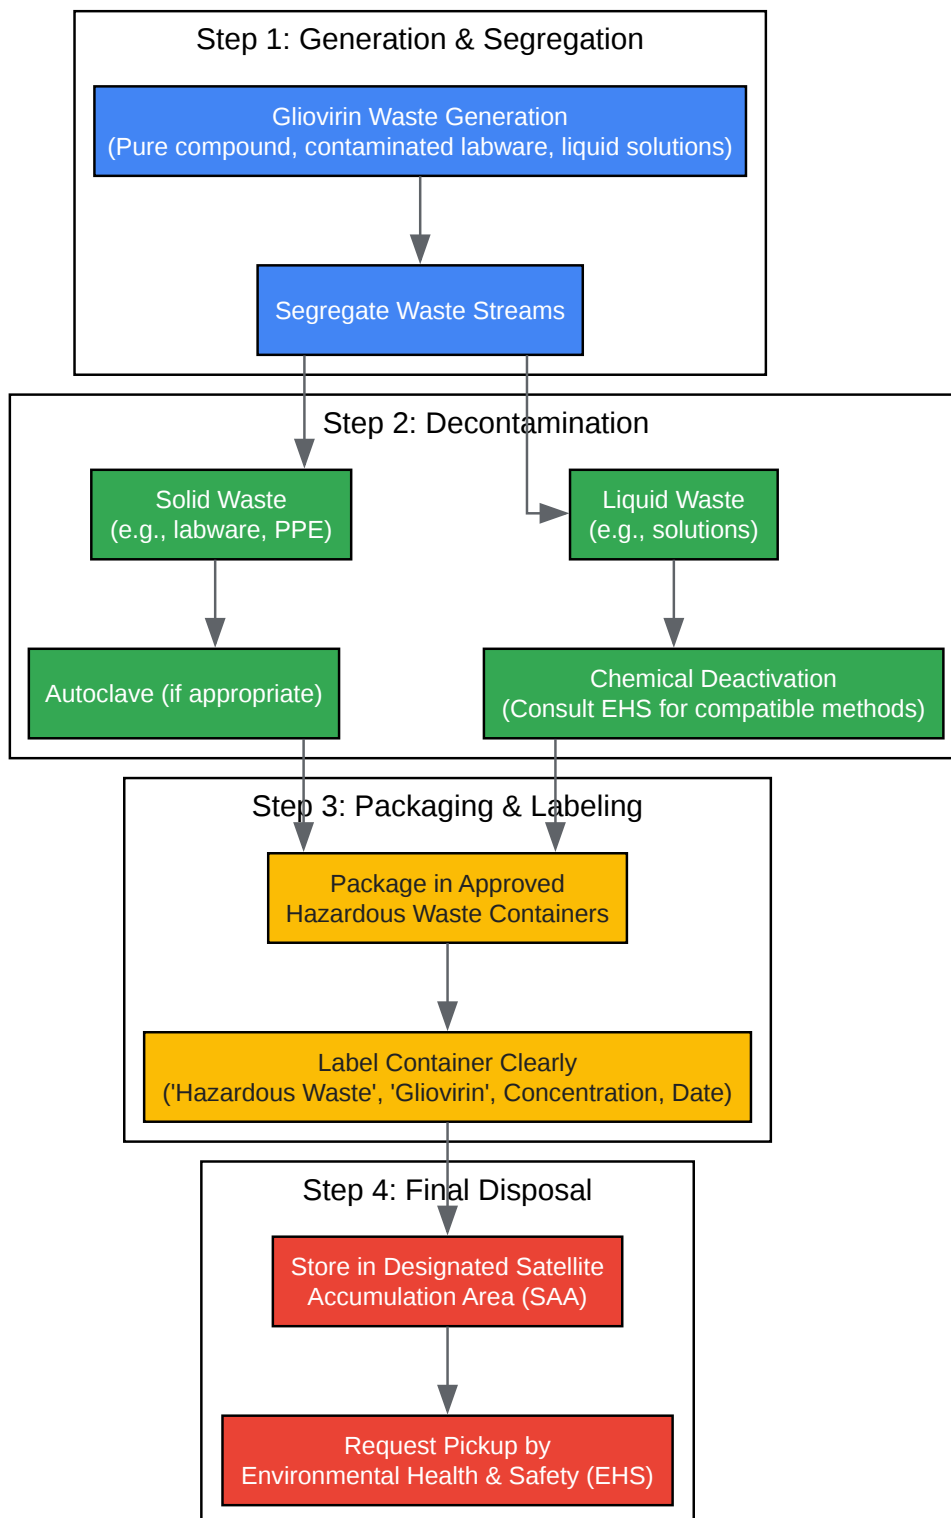 Step 1: Generation & Segregation
Gliovirin Waste Generation
(Pure compound, contaminated labware, liquid solutions)
Segregate Waste Streams
Step 2: Decontamination
Solid Waste
(e.g., labware, PPE)
Liquid Waste
(e.g., solutions)
Autoclave (if appropriate)
Chemical Deactivation
(Consult EHS for compatible methods)
Step 3: Packaging & Labeling
Package in Approved
Hazardous Waste Containers
Label Container Clearly
('Hazardous Waste', 'Gliovirin', Concentration, Date)
Step 4: Final Disposal
Store in Designated Satellite
Accumulation Area (SAA)
Request Pickup by
Environmental Health & Safety (EHS)